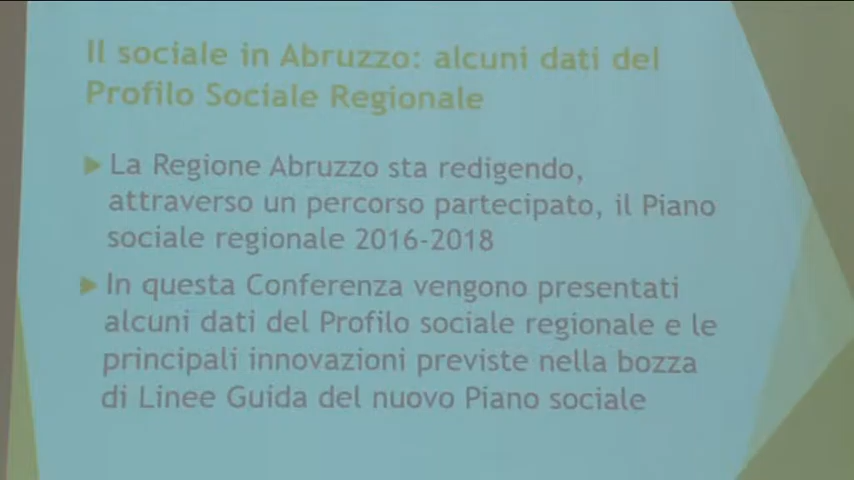 Il sociale in Abruzzo: alcuni dati del
Profilo Sociale Regionale
La Regione Abruzzo sta redigendo,
attraverso un percorso partecipato, il Piano
sociale regionale 2016-2018
In questa Conferenza vengono presentati
alcuni dati del Profilo sociale regionale e le
principali innovazioni previste nella bozza
di Linee Guida del nuovo Piano sociale